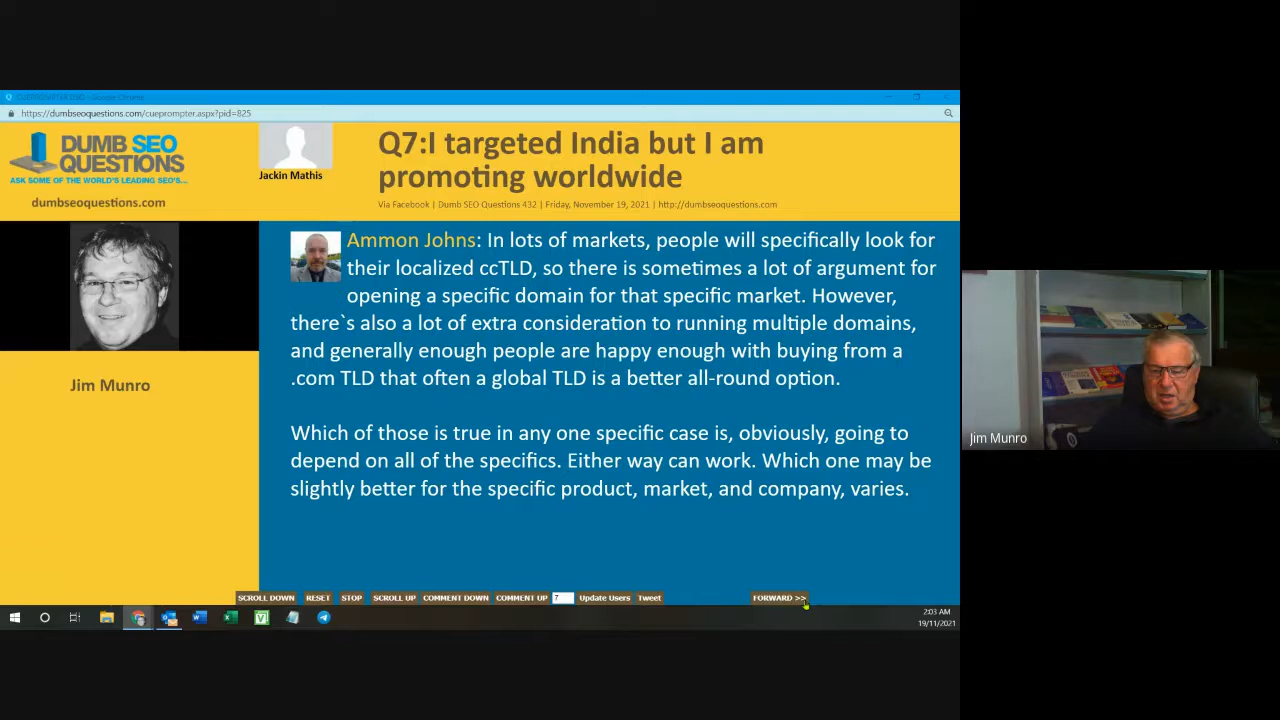 CUEPROMPTER DSQ - Google Chrome
https://dumbseoquestions.com/cueprompter.aspx?pid=825
DUMB SEO
QUESTIONS
ASK SOME OF THE WORLD'S LEADING SEO'S...
dumbseoquestions.com
Jackin Mathis
Q7:I targeted India but I am
promoting worldwide
Via Facebook | Dumb SEO Questions 432 | Friday, November 19, 2021 | http://dumbseoquestions.com
Jim Munro
Ammon Johns: In lots of markets, people will specifically look for
their localized ccTLD, so there is sometimes a lot of argument for
opening a specific domain for that specific market. However,
there`s also a lot of extra consideration to running multiple domains,
and generally enough people are happy enough with buying from a
.com TLD that often a global TLD is a better all-round option.
Which of those is true in any one specific case is, obviously, going to
depend on all of the specifics. Either way can work. Which one may be
slightly better for the specific product, market, and company, varies.
SCROLL DOWN RESET STOP SCROLL UP COMMENT DOWN COMMENT UP 7 Update Users Tweet FORWARD >>
2:03 AM
19/11/2021
Jim Munro